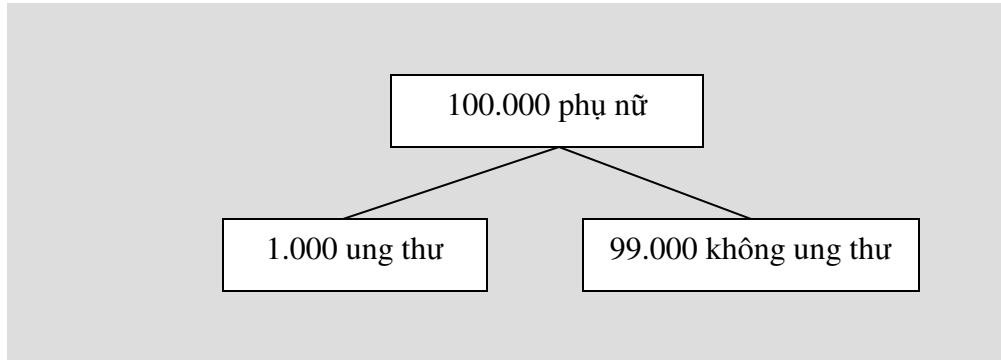 100.000 phụ nữ
1.000 ung thư
99.000 không ung thư